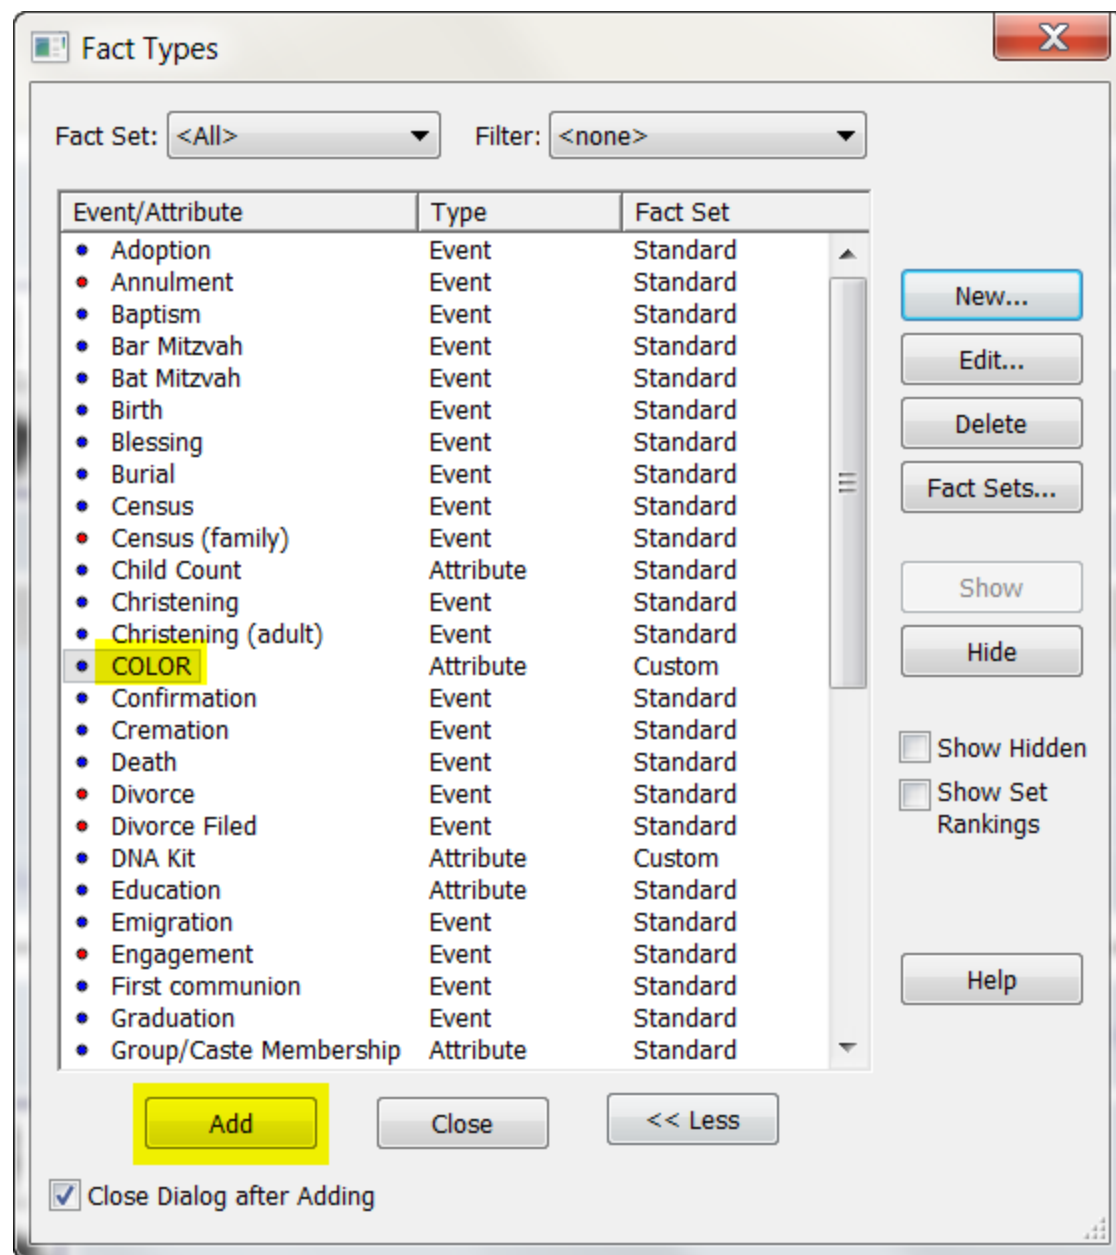 Fact Types
Fact Set: <All> Filter: <none>
Event/Attribute Type Fact Set
Adoption Event Standard
Annulment Event Standard
Baptism Event Standard
Bar Mitzvah Event Standard
Bat Mitzvah Event Standard
Birth Event Standard
Blessing Event Standard
Burial Event Standard
Census Event Standard
Census (family) Event Standard
Child Count Attribute Standard
Christening Event Standard
Christening (adult) Event Standard
COLOR Attribute Custom
Confirmation Event Standard
Cremation Event Standard
Death Event Standard
Divorce Event Standard
Divorce Filed Event Standard
DNA Kit Attribute Custom
Education Attribute Standard
Emigration Event Standard
Engagement Event Standard
First communion Event Standard
Graduation Event Standard
Group/Caste Membership Attribute Standard
New...
Edit...
Delete
Fact Sets...
Show
Hide
Show Hidden
Show Set
Rankings
Help
Add Close << Less
Close Dialog after Adding